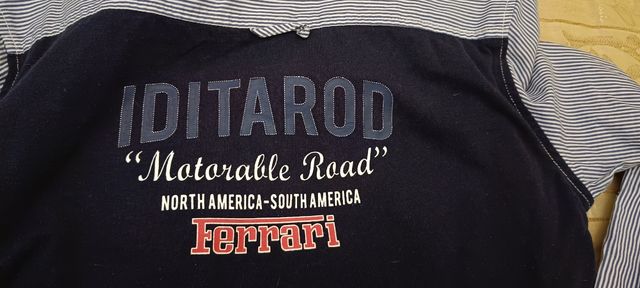 IDITAROD
“Motorable Road”
NORTH AMERICA-SOUTH AMERICA
Ferrari